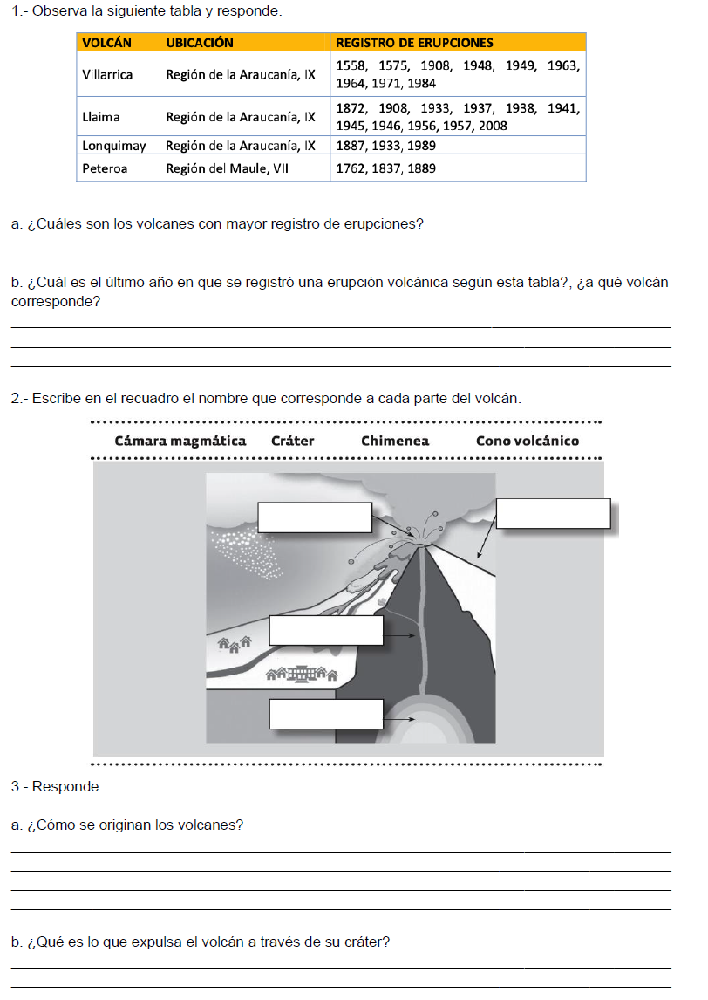 1.- Observa la siguiente tabla y responde.
VOLCÁN UBICACIÓN REGISTRO DE ERUPCIONES
Villarrica Región de la Araucanía, IX 1558, 1575, 1908, 1948, 1949, 1963,
1964, 1971, 1984
Llaima Región de la Araucanía, IX 1872, 1908, 1933, 1937, 1938, 1941,
1945, 1946, 1956, 1957, 2008
Lonquimay Región de la Araucanía, IX 1887, 1933, 1989
Peteroa Región del Maule, VII 1762, 1837, 1889
a. ¿Cuáles son los volcanes con mayor registro de erupciones?
b. ¿Cuál es el último año en que se registró una erupción volcánica según esta tabla?, ¿a qué volcán
corresponde?
2.- Escribe en el recuadro el nombre que corresponde a cada parte del volcán.
Cámara magmática Cráter Chimenea Cono volcánico
3.- Responde:
a. ¿Cómo se originan los volcanes?
b. ¿Qué es lo que expulsa el volcán a través de su cráter?